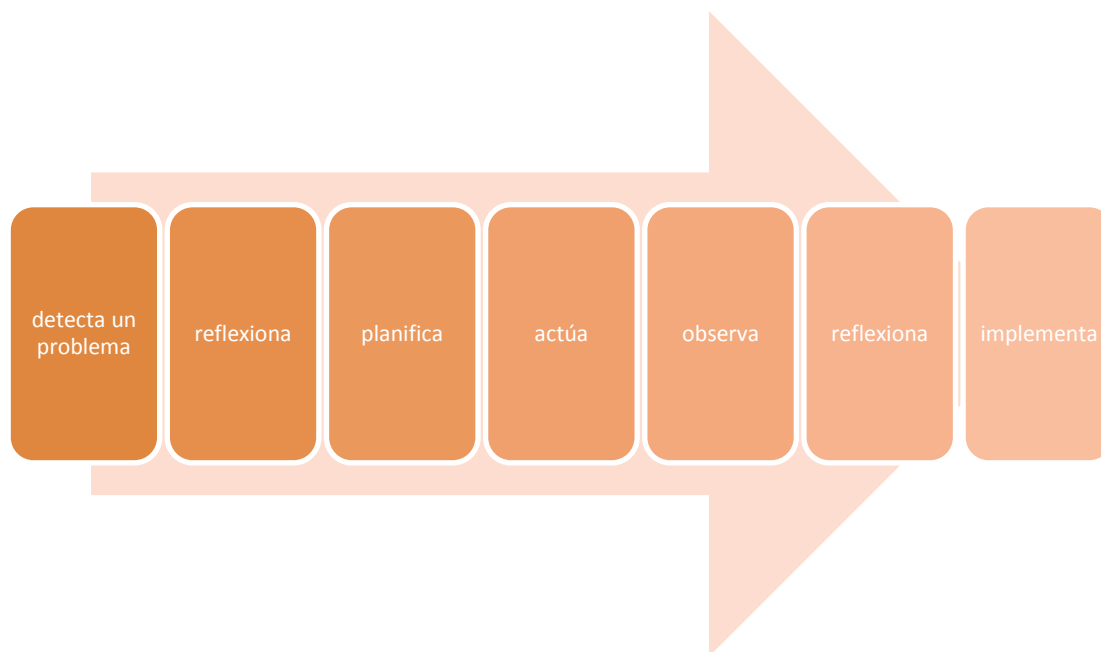 detecta un
problema
reflexiona
planifica
actúa
observa
reflexiona
implementa